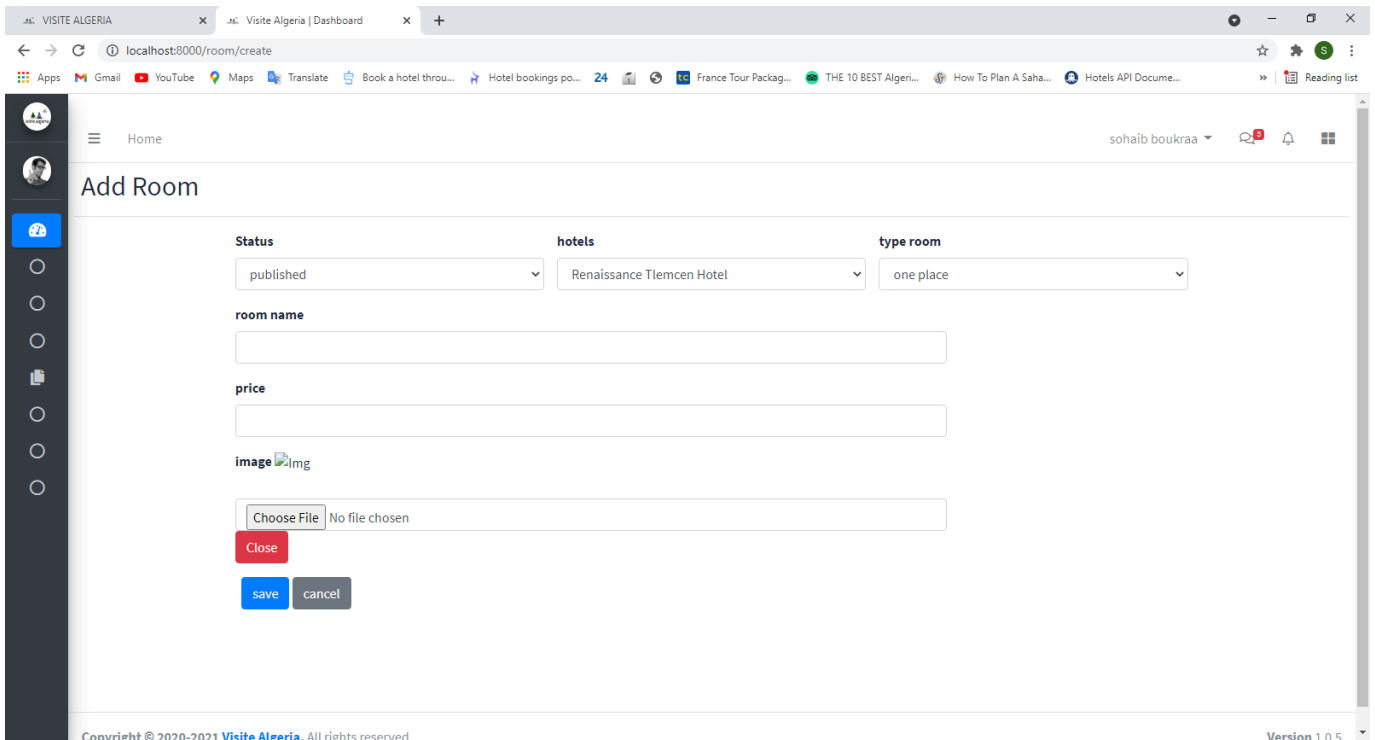 VISITE ALGERIA
Visite Algeria | Dashboard
localhost:8000/room/create
S
Apps Gmail YouTube Maps Translate Book a hotel throu... Hotel bookings po... 24 tc France Tour Packag... THE 10 BEST Algeri... How To Plan A Saha... Hotels API Docume... » Reading list
Home
sohaib boukraa
3
Add Room
Status hotels type room
published Renaissance Tlemcen Hotel one place
room name
price
image Img
Choose File No file chosen
Close
save cancel
Copyright © 2020-2021 Visite Algeria. All rights reserved. Version 1.0.5